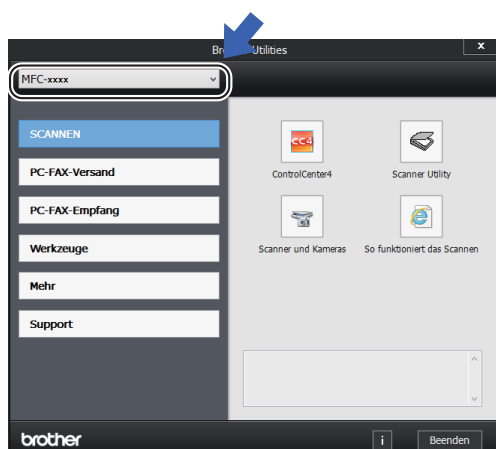 Br Utilities x
MFC-xxxx
SCANNEN
PC-FAX-Versand
PC-FAX-Empfang
Werkzeuge
Mehr
Support
CC4
ControlCenter4
Scanner Utility
Scanner und Kameras
So funktioniert das Scannen
brother
i
Beenden